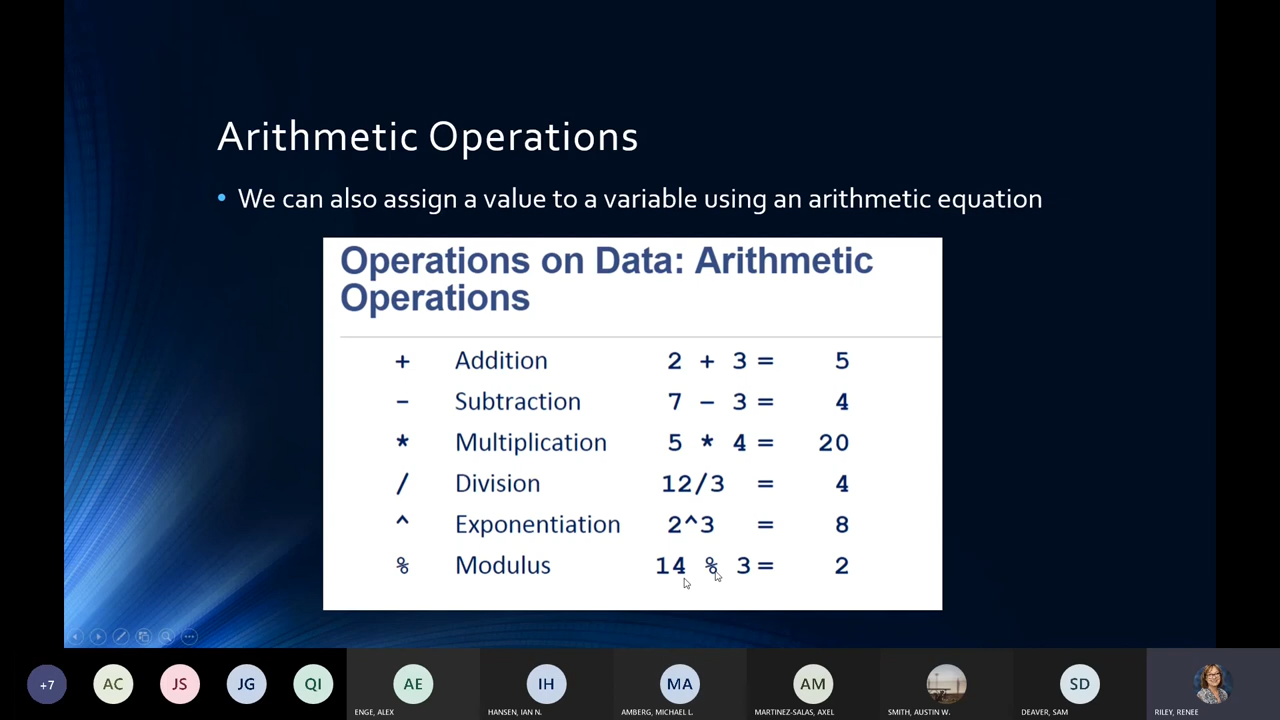 Arithmetic Operations
• We can also assign a value to a variable using an arithmetic equation
Operations on Data: Arithmetic
Operations
+ Addition 2 + 3 = 5
- Subtraction 7 - 3 = 4
* Multiplication 5 * 4 = 20
/ Division 12/3 = 4
^ Exponentiation 2^3 = 8
% Modulus 14 % 3 = 2
+7 AC JS JG QI AE IH MA AM SD
ENGE, ALEX HANSEN, IAN N. AMBERG, MICHAEL L. MARTINEZ-SALAS, AXEL SMITH, AUSTIN W. DEAVER, SAM RILEY, RENEE